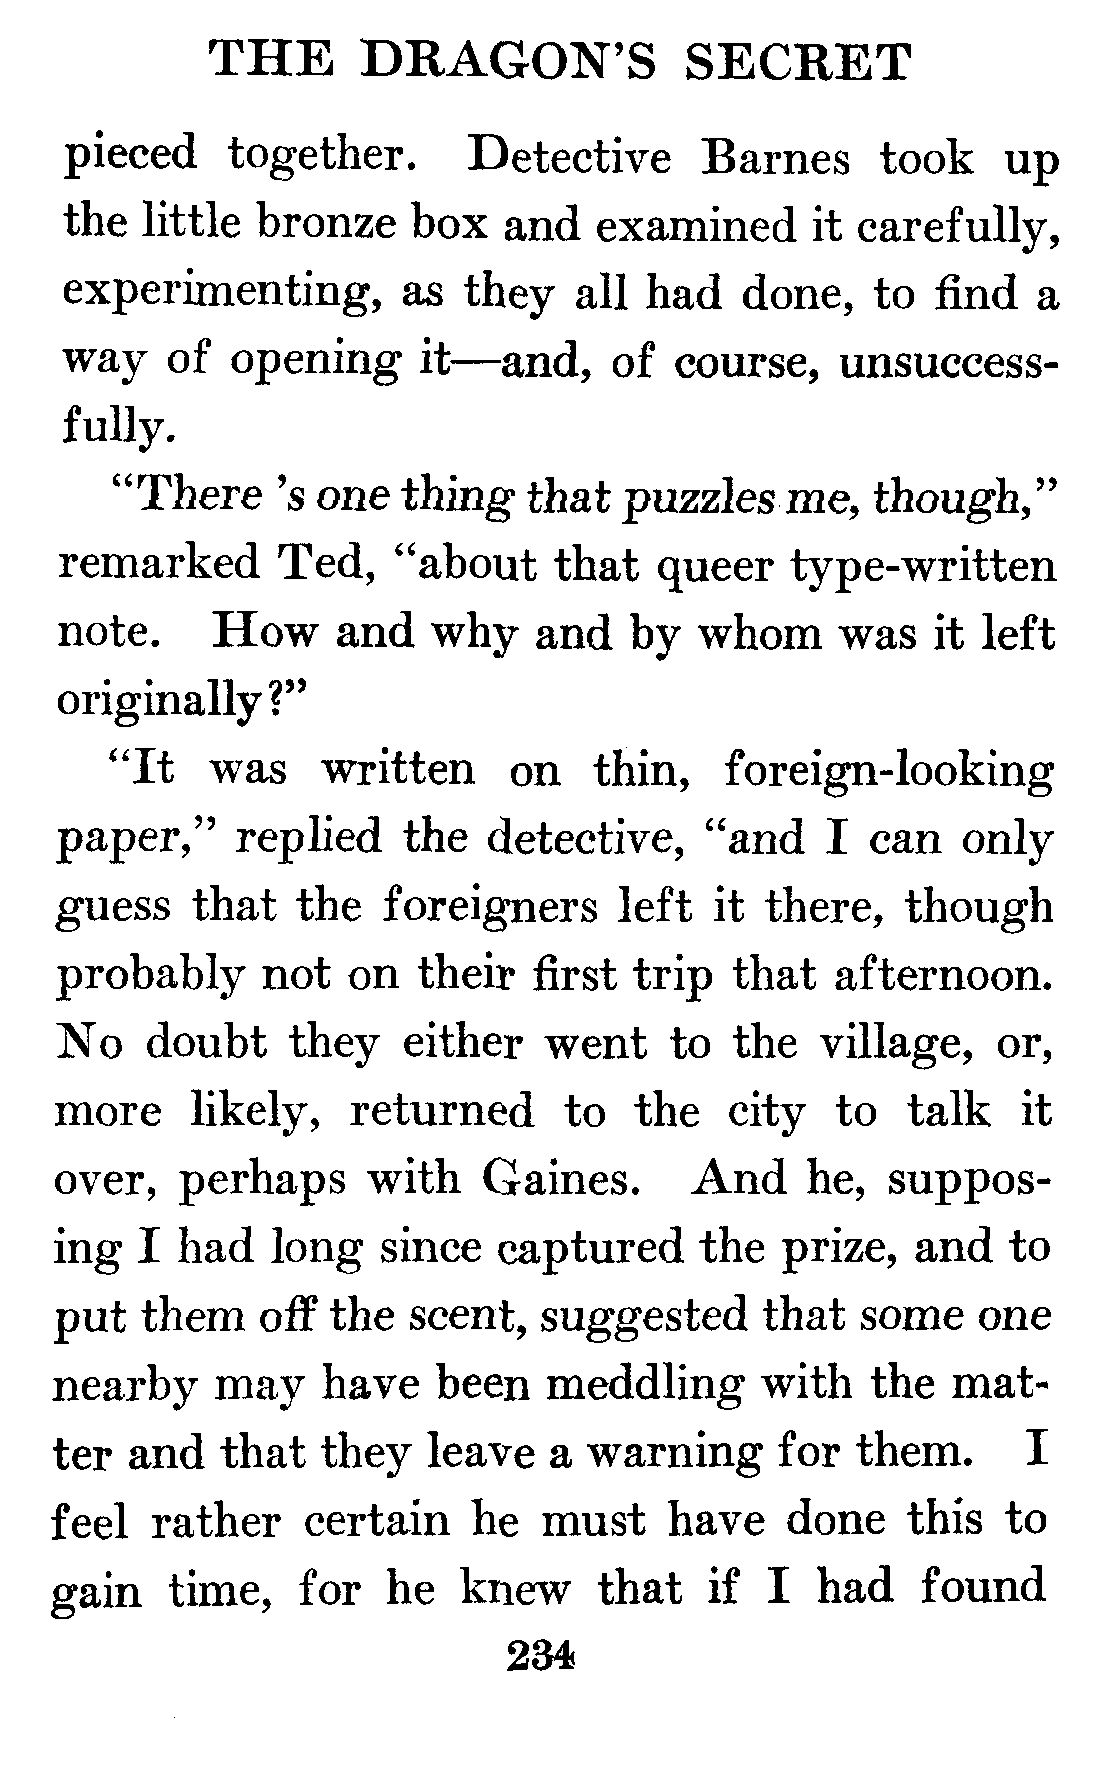 THE DRAGON'S SECRET
pieced together. Detective Barnes took up
the little bronze box and examined it carefully,
experimenting, as they all had done, to find a
way of opening it—and, of course, unsuccess-
fully.
“There 's one thing that puzzles me, though,”
remarked Ted, “about that queer type-written
note. How and why and by whom was it left
originally?”
“It was written on thin, foreign-looking
paper,” replied the detective, “and I can only
guess that the foreigners left it there, though
probably not on their first trip that afternoon.
No doubt they either went to the village, or,
more likely, returned to the city to talk it
over, perhaps with Gaines. And he, suppos-
ing I had long since captured the prize, and to
put them off the scent, suggested that some one
nearby may have been meddling with the mat-
ter and that they leave a warning for them. I
feel rather certain he must have done this to
gain time, for he knew that if I had found
234